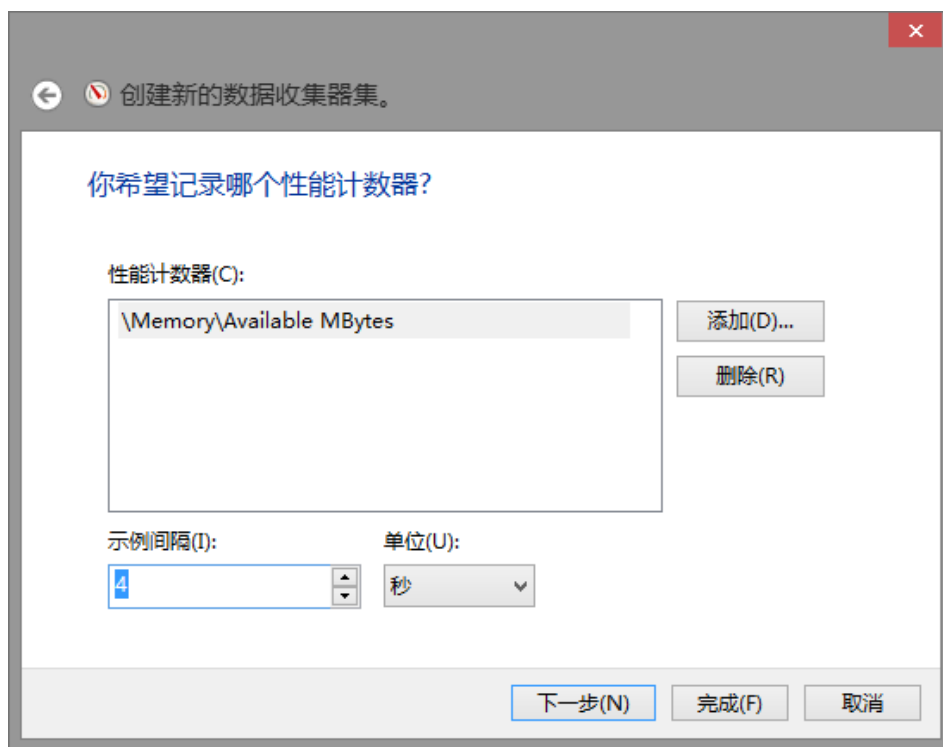 创建新的数据收集器集。
你希望记录哪个性能计数器?
性能计数器(C):
\Memory\Available MBytes
添加(D)...
删除(R)
示例间隔(I):
单位(U):
4
秒
下一步(N)
完成(F)
取消